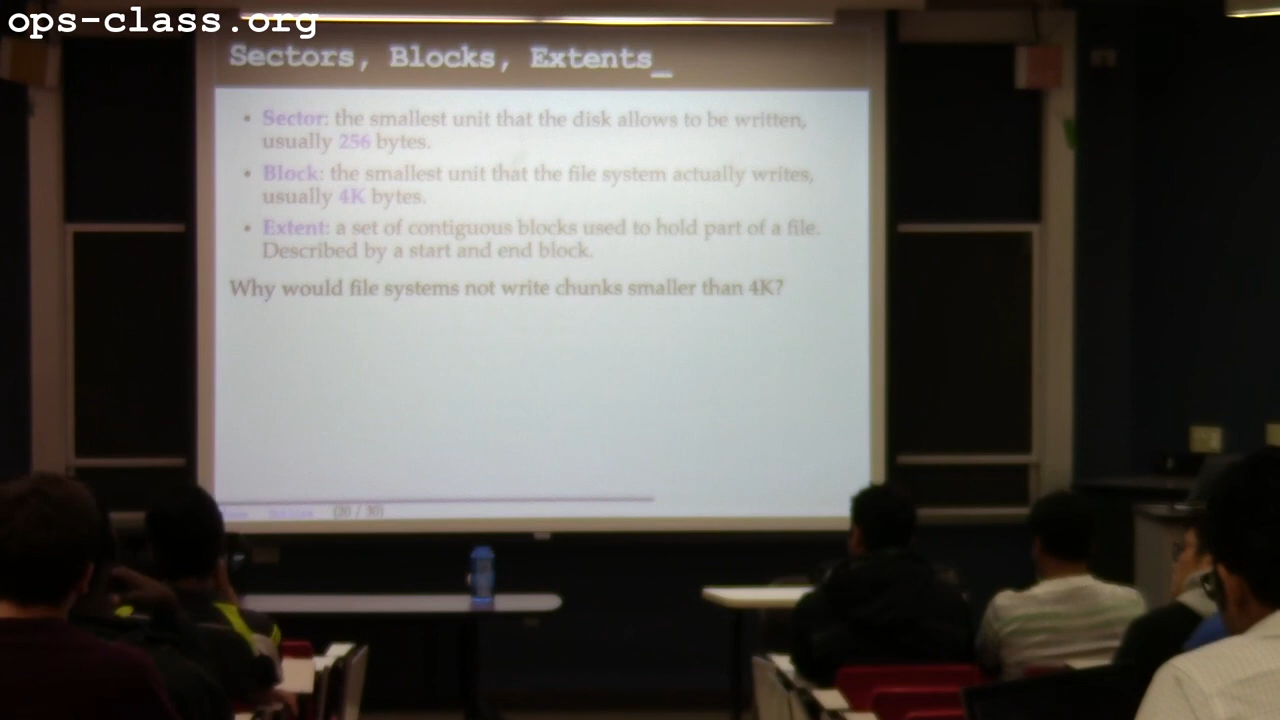 ops-class.org
Sectors, Blocks, Extents_
• Sector: the smallest unit that the disk allows to be written,
usually 256 bytes.
• Block: the smallest unit that the file system actually writes,
usually 4K bytes.
• Extent: a set of contiguous blocks used to hold part of a file.
Described by a start and end block.
Why would file systems not write chunks smaller than 4K?
(20 / 30)